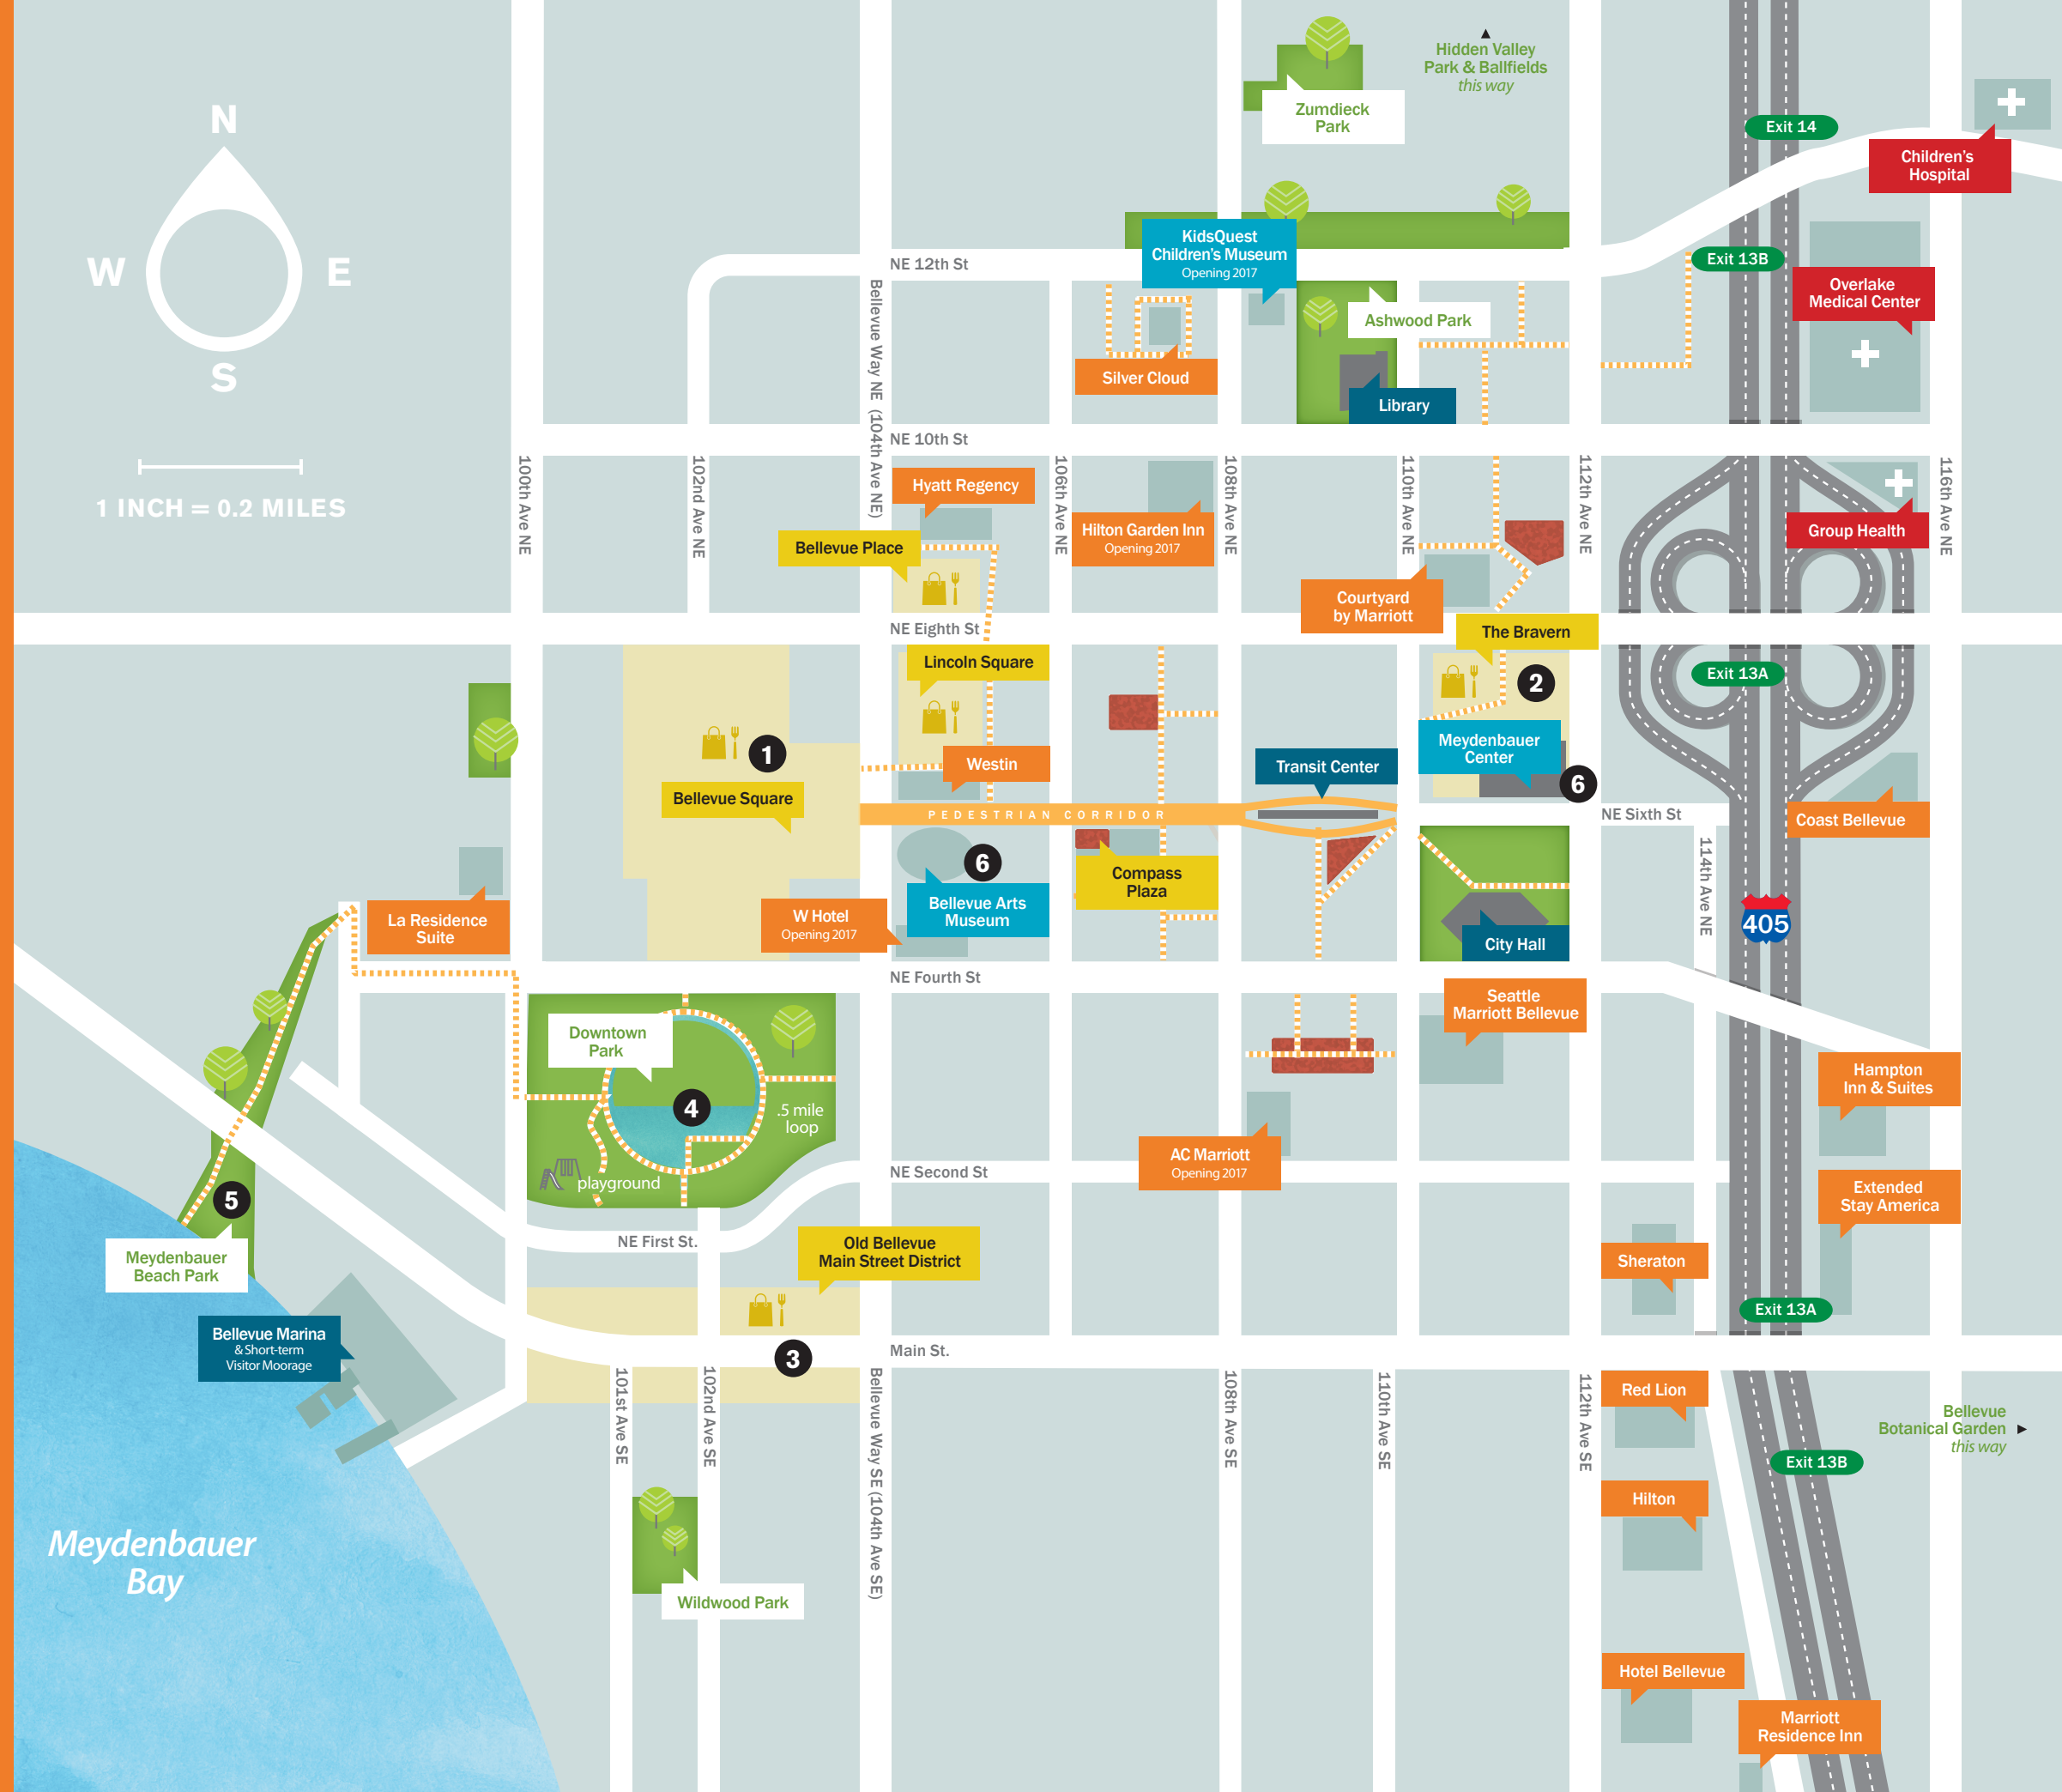 N
W
E
S
1 INCH = 0.2 MILES
Hidden Valley
Park & Ballfields
this way
Zumdieck
Park
Exit 14
Children's
Hospital
KidsQuest
Children's Museum
Opening 2017
NE 12th St
Exit 13B
Overlake
Medical Center
Ashwood Park
Silver Cloud
Library
Bellevue Way NE (104th Ave NE)
NE 10th St
100th Ave NE
102nd Ave NE
106th Ave NE
108th Ave NE
110th Ave NE
112th Ave NE
116th Ave NE
Hyatt Regency
Bellevue Place
Hilton Garden Inn
Opening 2017
Group Health
Courtyard
by Marriott
NE Eighth St
The Bravern
Lincoln Square
Exit 13A
2
1
Westin
Bellevue Square
Transit Center
Meydenbauer
Center
6
PEDESTRIAN CORRIDOR
NE Sixth St
Coast Bellevue
114th Ave NE
6
Compass
Plaza
Bellevue Arts
Museum
W Hotel
Opening 2017
La Residence
Suite
City Hall
405
NE Fourth St
Seattle
Marriott Bellevue
Downtown
Park
4
.5 mile
loop
playground
Hampton
Inn & Suites
AC Marriott
Opening 2017
NE Second St
Extended
Stay America
5
Meydenbauer
Beach Park
NE First St.
Old Bellevue
Main Street District
Sheraton
Exit 13A
Bellevue Marina
& Short-term
Visitor Moorage
3
Main St.
101st Ave SE
102nd Ave SE
Bellevue Way SE (104th Ave SE)
108th Ave SE
110th Ave SE
112th Ave SE
Red Lion
Bellevue
Botanical Garden
this way
Exit 13B
Hilton
Meydenbauer
Bay
Wildwood Park
Hotel Bellevue
Marriott
Residence Inn